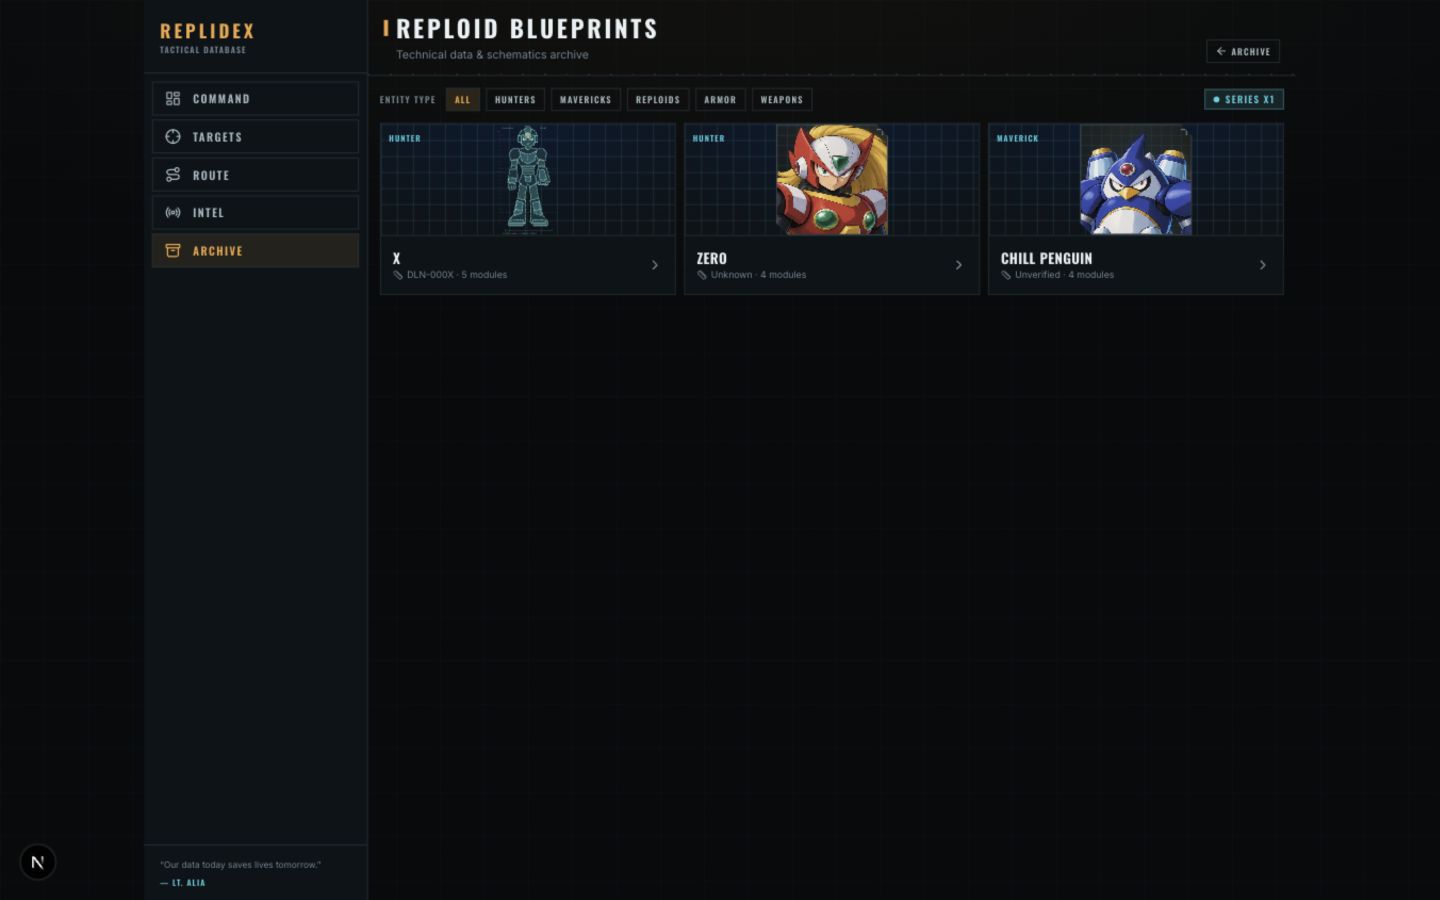 REPLIDEX
TACTICAL DATABASE
COMMAND
TARGETS
ROUTE
INTEL
ARCHIVE
"Our data today saves lives tomorrow."
— LT. ALIA
N
REPLOID BLUEPRINTS
Technical data & schematics archive
← ARCHIVE
ENTITY TYPE ALL HUNTERS MAVERICKS REPLOIDS ARMOR WEAPONS
SERIES X1
HUNTER
X
DLN-000X · 5 modules
HUNTER
ZERO
Unknown · 4 modules
MAVERICK
CHILL PENGUIN
Unverified · 4 modules